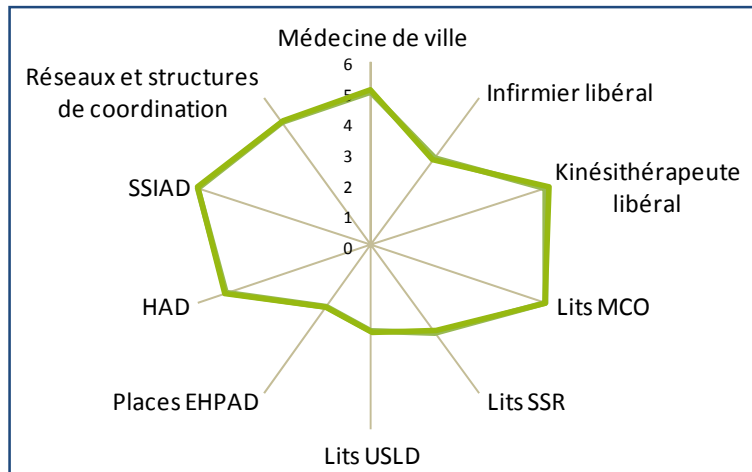 Médecine de ville
6
5
4
3
2
1
0
Infirmier libéral
Kinésithérapeute
libéral
Lits MCO
Lits SSR
Lits USLD
Places EHPAD
HAD
SSIAD
Réseaux et structures
de coordination